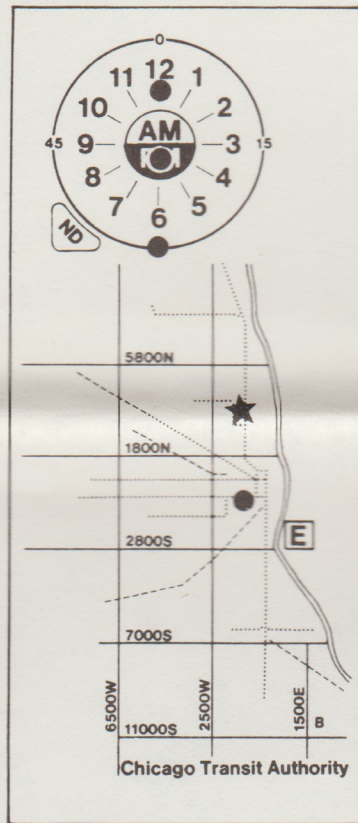 0
12
11 1
10 2
45 9 AM 3 15
8 4
7 5
6
ND
5800N
1800N
E
2800S
7000S
6500W
2500W
1500E
B
11000S
Chicago Transit Authority